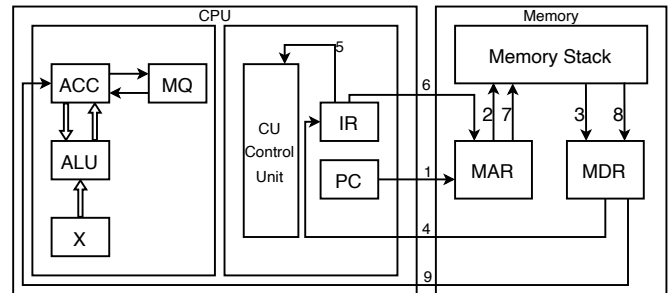 CPU
Memory
5
ACC
MQ
Memory Stack
6
2
7
3
8
CU
Control
Unit
IR
ALU
PC
1
MAR
MDR
X
4
9